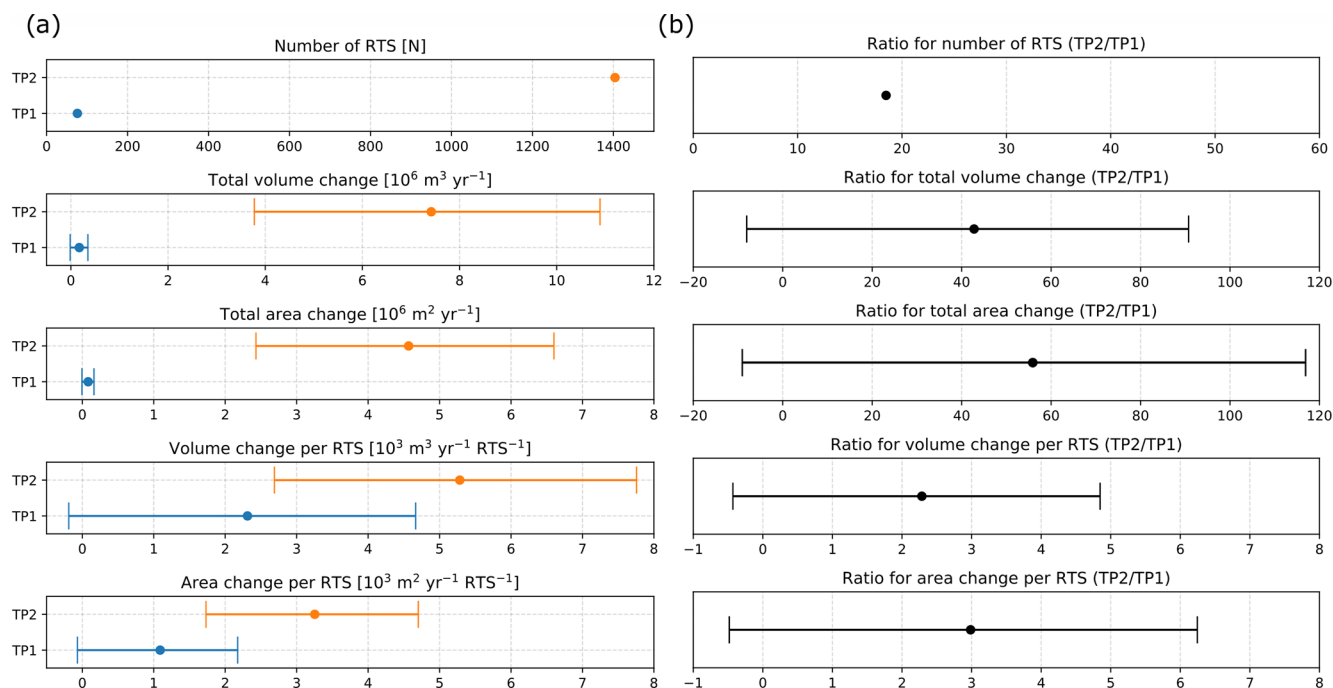 (a)
Number of RTS [N]
TP2
TP1
0 200 400 600 800 1000 1200 1400
Total volume change [10⁶ m³ yr⁻¹]
TP2
TP1
0 2 4 6 8 10 12
Total area change [10⁶ m² yr⁻¹]
TP2
TP1
0 1 2 3 4 5 6 7 8
Volume change per RTS [10³ m³ yr⁻¹ RTS⁻¹]
TP2
TP1
0 1 2 3 4 5 6 7 8
Area change per RTS [10³ m² yr⁻¹ RTS⁻¹]
TP2
TP1
0 1 2 3 4 5 6 7 8
(b)
Ratio for number of RTS (TP2/TP1)
0 10 20 30 40 50 60
Ratio for total volume change (TP2/TP1)
−20 0 20 40 60 80 100 120
Ratio for total area change (TP2/TP1)
−20 0 20 40 60 80 100 120
Ratio for volume change per RTS (TP2/TP1)
−1 0 1 2 3 4 5 6 7 8
Ratio for area change per RTS (TP2/TP1)
−1 0 1 2 3 4 5 6 7 8